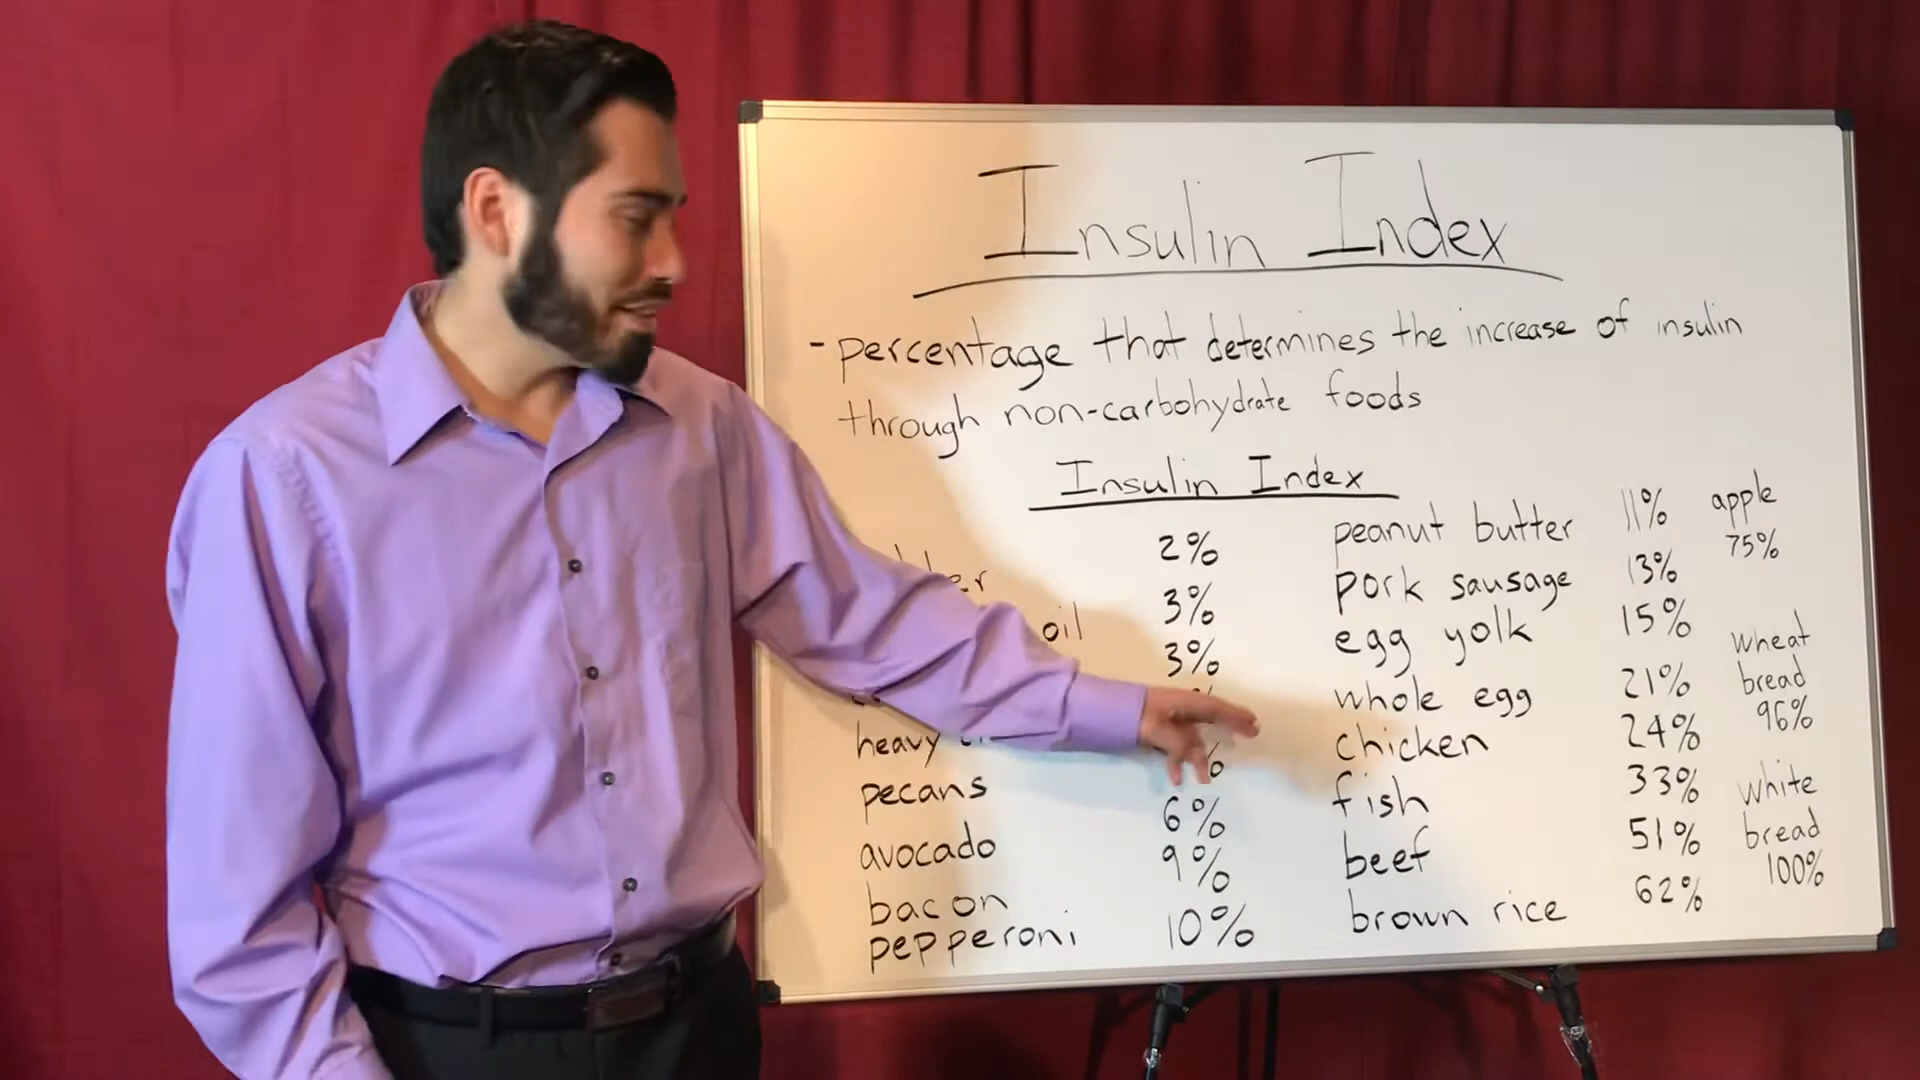 Insulin Index
- percentage that determines the increase of insulin
through non-carbohydrate foods
Insulin Index
2%
oil 3%
3%
heavy
pecans 6%
avocado 9%
bacon
pepperoni 10%
peanut butter 11%
pork sausage 13%
egg yolk 15%
whole egg 21%
chicken 24%
fish 33%
beef 51%
brown rice 62%
apple
75%
wheat
bread
96%
white
bread
100%